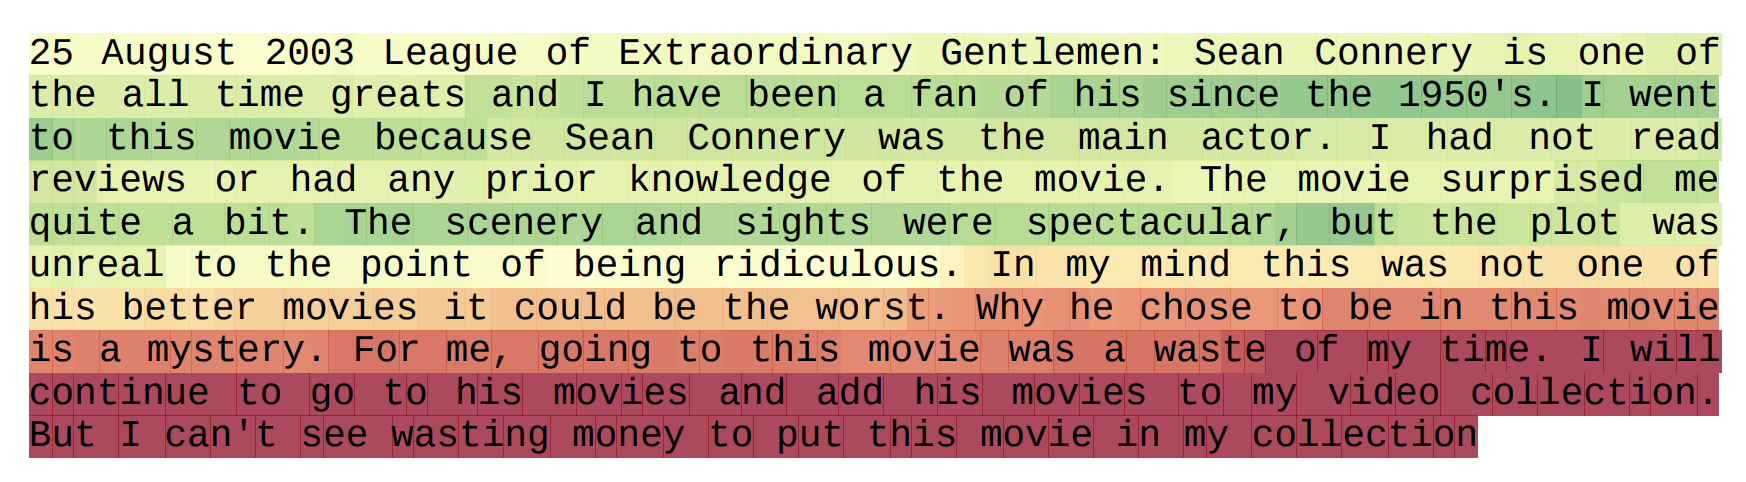 25 August 2003 League of Extraordinary Gentlemen: Sean Connery is one of
the all time greats and I have been a fan of his since the 1950's. I went
to this movie because Sean Connery was the main actor. I had not read
reviews or had any prior knowledge of the movie. The movie surprised me
quite a bit. The scenery and sights were spectacular, but the plot was
unreal to the point of being ridiculous. In my mind this was not one of
his better movies it could be the worst. Why he chose to be in this movie
is a mystery. For me, going to this movie was a waste of my time. I will
continue to go to his movies and add his movies to my video collection.
But I can't see wasting money to put this movie in my collection